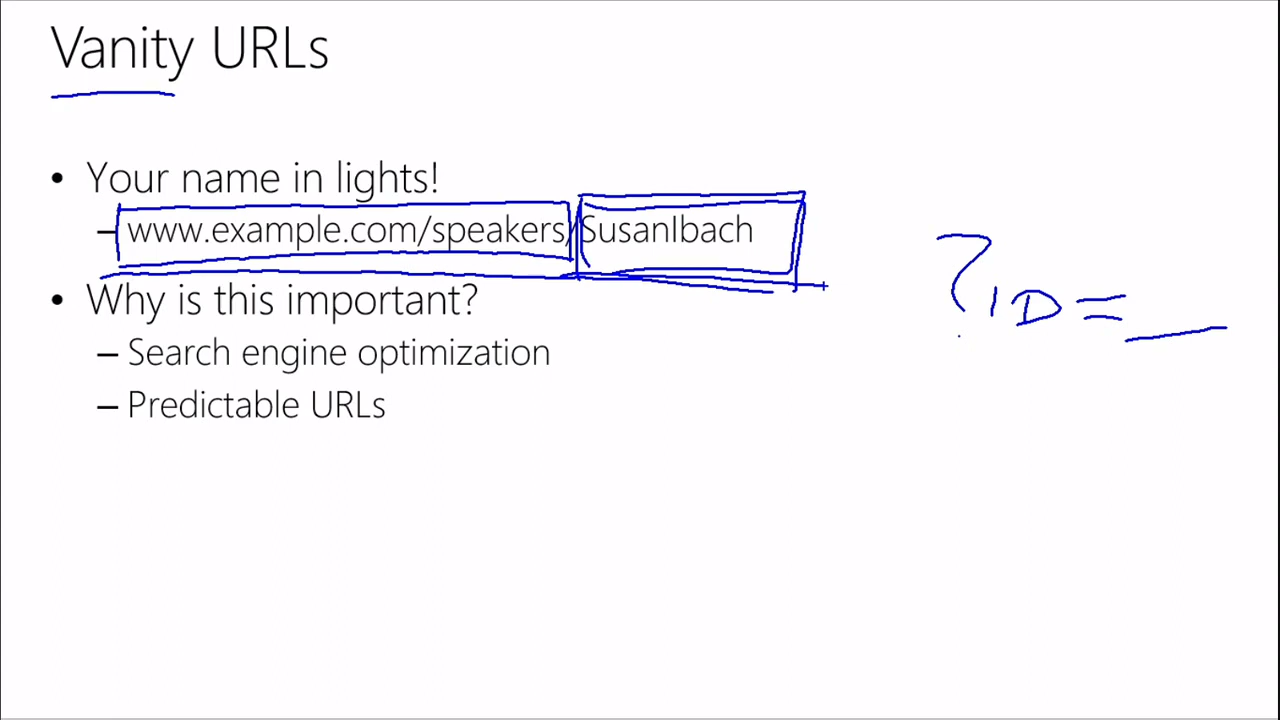 Vanity URLs
• Your name in lights!
– www.example.com/speakers/SusanIbach
• Why is this important?
– Search engine optimization
– Predictable URLs
?ID=__